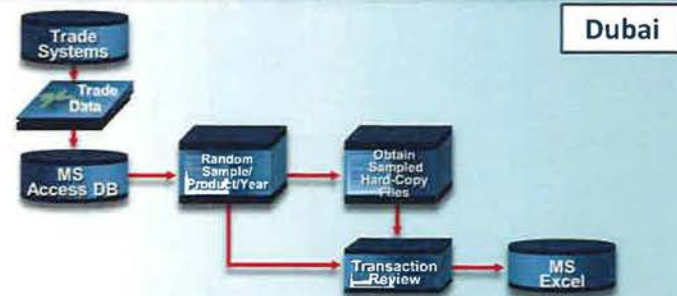 Dubai
Trade
Systems
Trade
Data
MS
Access DB
Random
Sample/
Product/Year
Obtain
Sampled
Hard-Copy
Files
Transaction
Review
MS
Excel